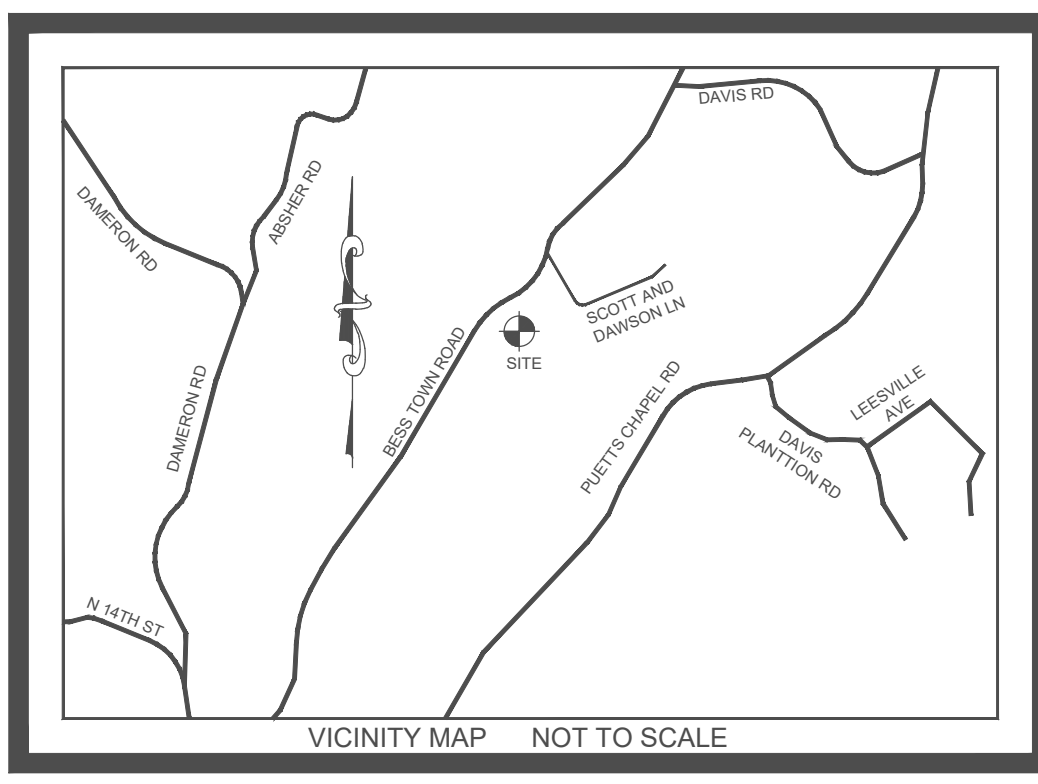 DAVIS RD
DAMERON RD
ABSHER RD
SCOTT AND
DAWSON LN
SITE
BESS TOWN ROAD
DAMERON RD
PUETTS CHAPEL RD
LEESVILLE
AVE
DAVIS
PLANTTION RD
N 14TH ST
VICINITY MAP NOT TO SCALE